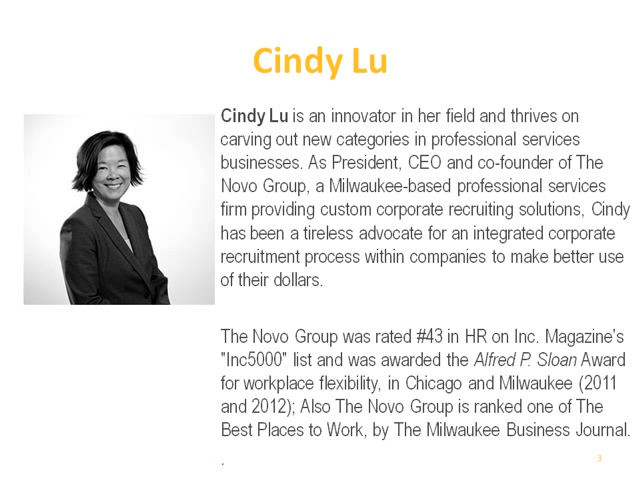 Cindy Lu
Cindy Lu is an innovator in her field and thrives on
carving out new categories in professional services
businesses. As President, CEO and co-founder of The
Novo Group, a Milwaukee-based professional services
firm providing custom corporate recruiting solutions, Cindy
has been a tireless advocate for an integrated corporate
recruitment process within companies to make better use
of their dollars.
The Novo Group was rated #43 in HR on Inc. Magazine's
"Inc5000" list and was awarded the Alfred P. Sloan Award
for workplace flexibility, in Chicago and Milwaukee (2011
and 2012); Also The Novo Group is ranked one of The
Best Places to Work, by The Milwaukee Business Journal.
.
3